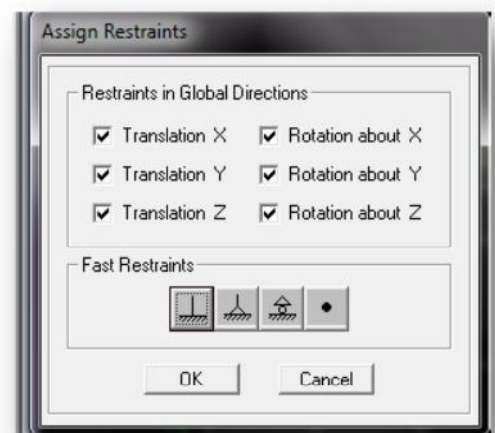 Assign Restraints
Restraints in Global Directions
Translation X Rotation about X
Translation Y Rotation about Y
Translation Z Rotation about Z
Fast Restraints
OK Cancel